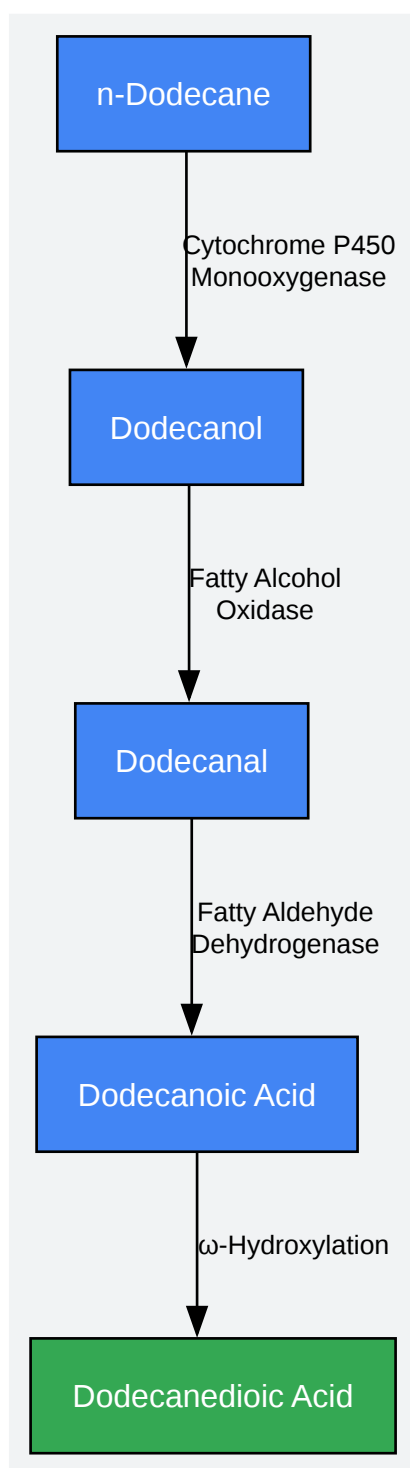 n-Dodecane
Cytochrome P450
Monooxygenase
Dodecanol
Fatty Alcohol
Oxidase
Dodecanal
Fatty Aldehyde
Dehydrogenase
Dodecanoic Acid
ω-Hydroxylation
Dodecanedioic Acid